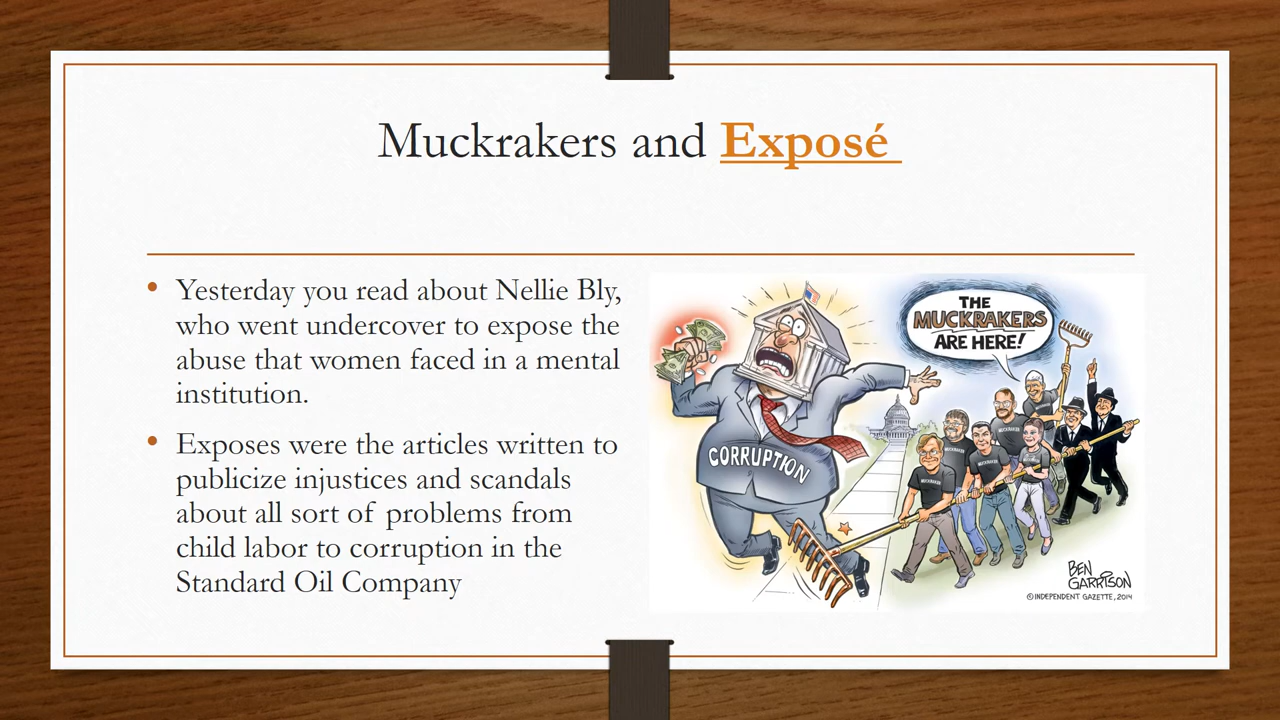 Muckrakers and Exposé
• Yesterday you read about Nellie Bly,
who went undercover to expose the
abuse that women faced in a mental
institution.
• Exposes were the articles written to
publicize injustices and scandals
about all sort of problems from
child labor to corruption in the
Standard Oil Company
THE
MUCKRAKERS
ARE HERE!
CORRUPTION
MUCKRAKER
MUCKRAKER
MUCKRAKER
MUCKRAKER
BEN
GARRISON
©INDEPENDENT GAZETTE, 2014